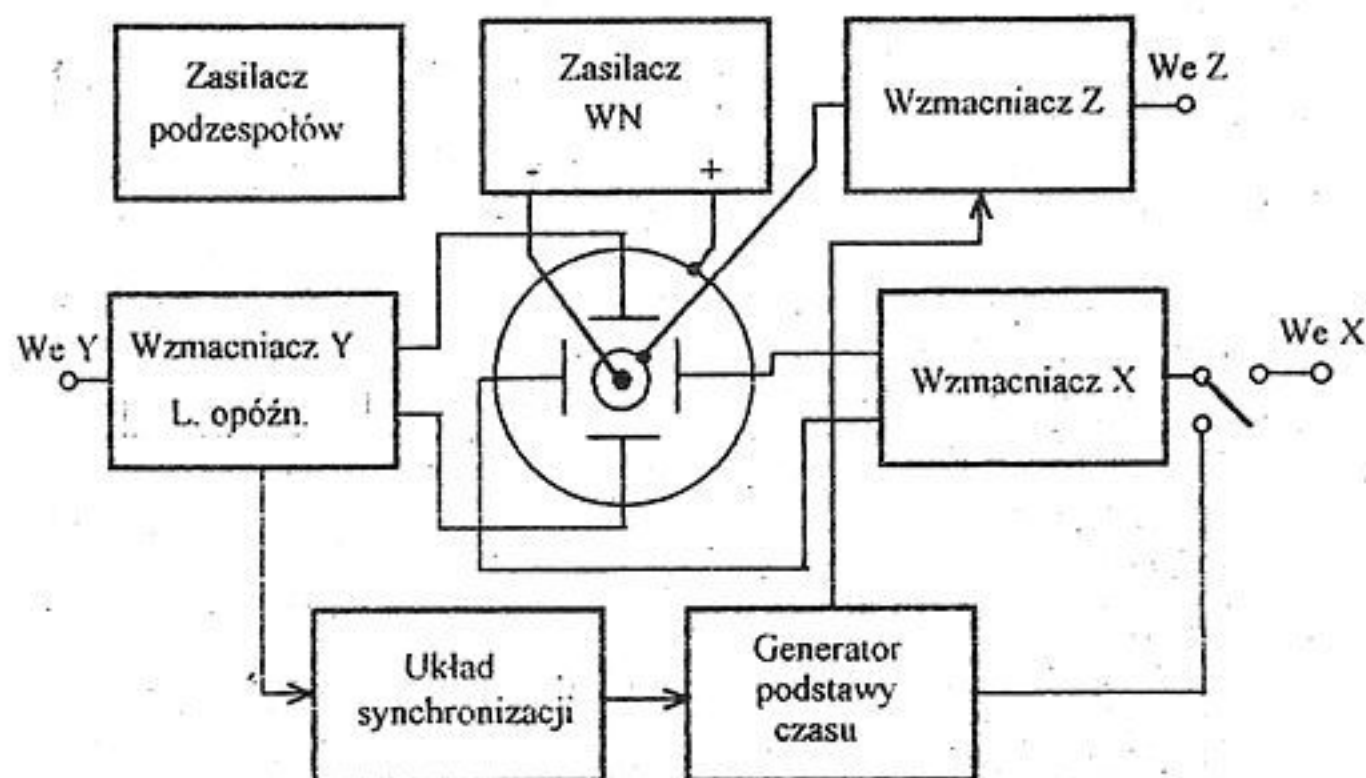 Zasilacz
podzespołów
Zasilacz
WN
- +
Wzmacniacz Z
We Z
We Y
Wzmacniacz Y
L. opóźn.
Wzmacniacz X
We X
Układ
synchronizacji
Generator
podstawy
czasu